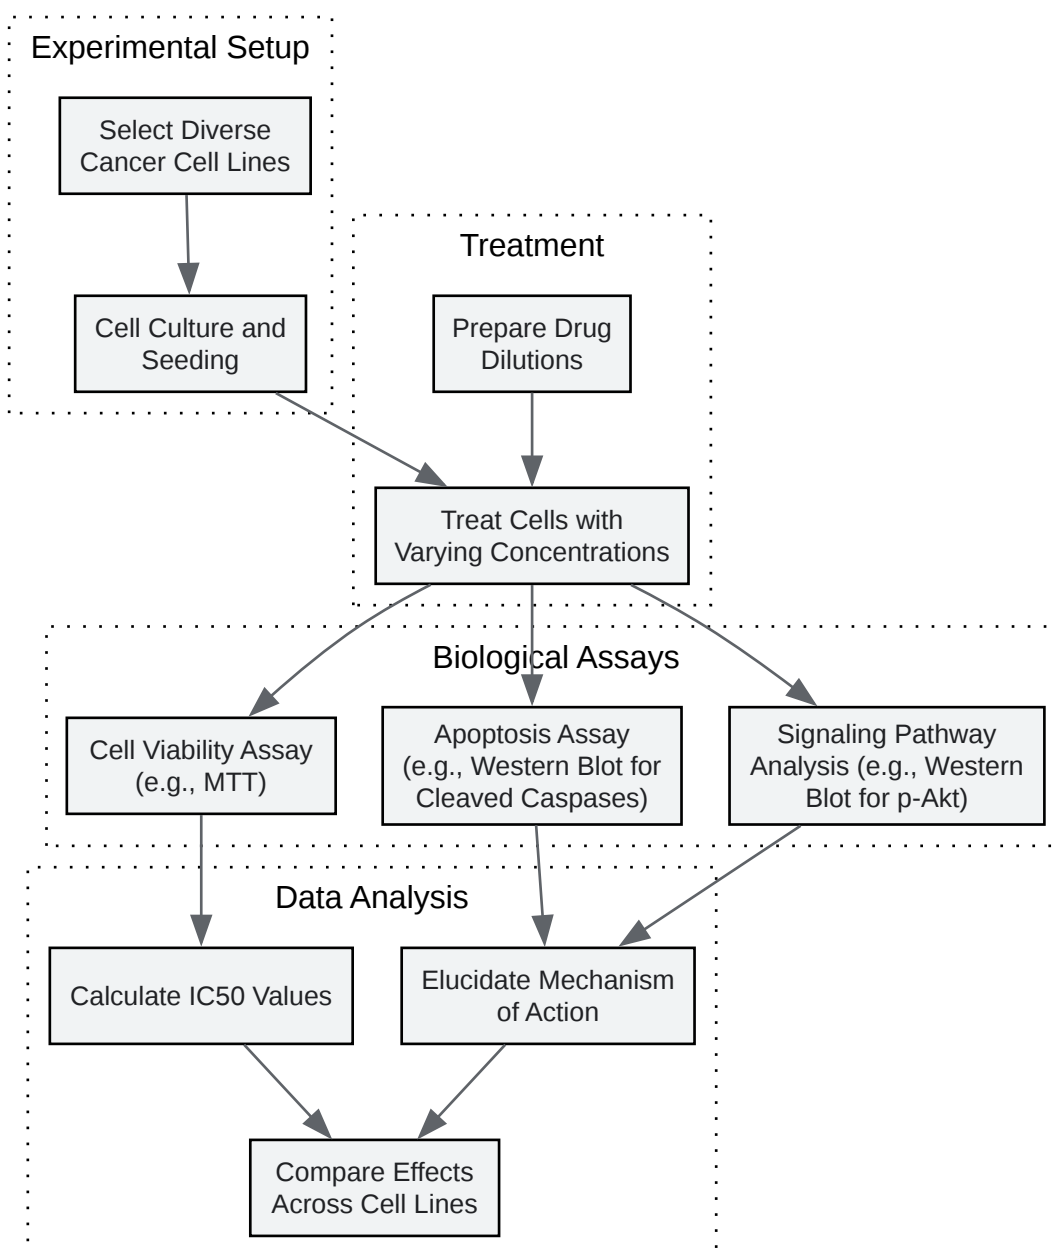 Experimental Setup
Select Diverse
Cancer Cell Lines
Cell Culture and
Seeding
Treatment
Prepare Drug
Dilutions
Treat Cells with
Varying Concentrations
Biological Assays
Cell Viability Assay
(e.g., MTT)
Apoptosis Assay
(e.g., Western Blot for
Cleaved Caspases)
Signaling Pathway
Analysis (e.g., Western
Blot for p-Akt)
Data Analysis
Calculate IC50 Values
Elucidate Mechanism
of Action
Compare Effects
Across Cell Lines